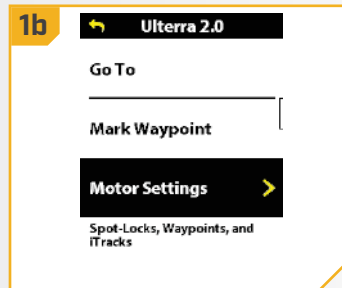 1b
Ulterra 2.0
Go To
Mark Waypoint
Motor Settings
Spot-Locks, Waypoints, and
iTracks